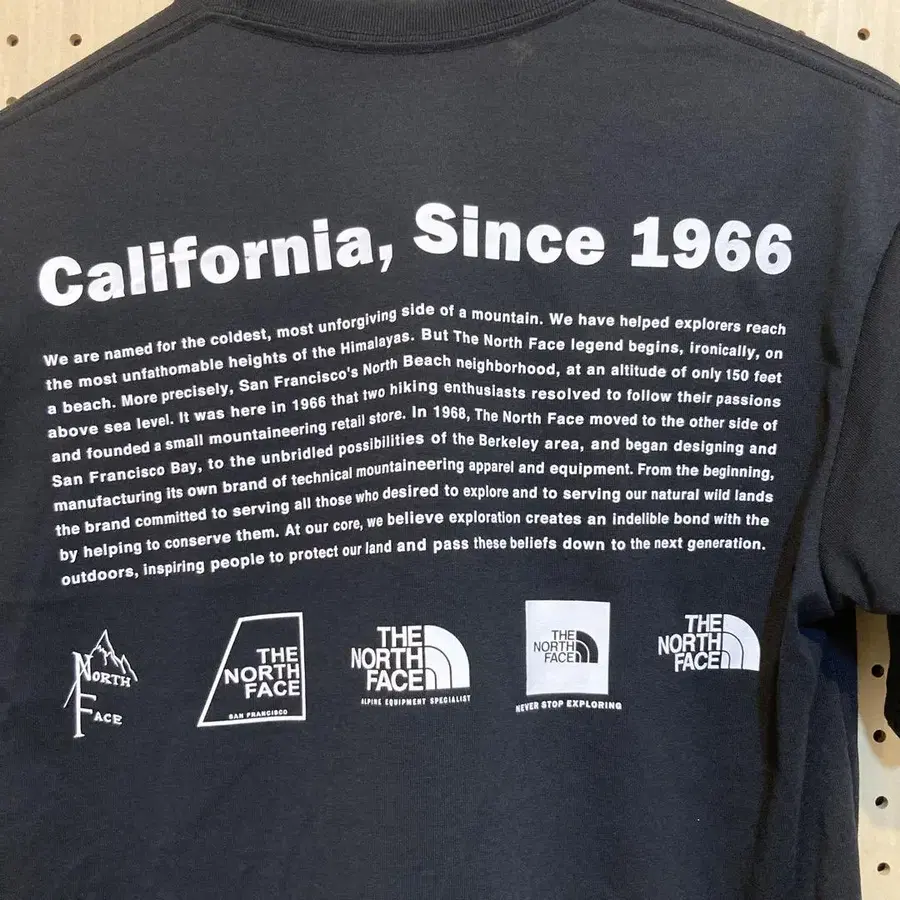 California, Since 1966
We are named for the coldest, most unforgiving side of a mountain. We have helped explorers reach
the most unfathomable heights of the Himalayas. But The North Face legend begins, ironically, on
a beach. More precisely, San Francisco's North Beach neighborhood, at an altitude of only 150 feet
above sea level. It was here in 1966 that two hiking enthusiasts resolved to follow their passions
and founded a small mountaineering retail store. In 1968, The North Face moved to the other side of
San Francisco Bay, to the unbridled possibilities of the Berkeley area, and began designing and
manufacturing its own brand of technical mountaineering apparel and equipment. From the beginning,
the brand committed to serving all those who desired to explore and to serving our natural wild lands
by helping to conserve them. At our core, we believe exploration creates an indelible bond with the
outdoors, inspiring people to protect our land and pass these beliefs down to the next generation.
North
Face
THE
NORTH
FACE
SAN FRANCISCO
THE
NORTH
FACE
ALPINE EQUIPMENT SPECIALIST
THE
NORTH
FACE
NEVER STOP EXPLORING
THE
NORTH
FACE